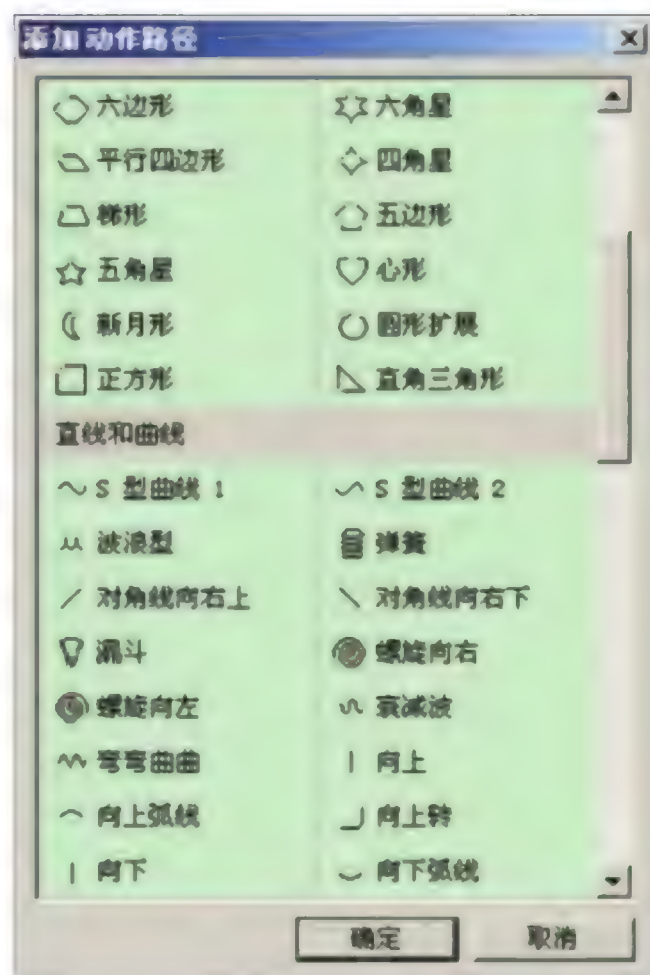 添加动作路径
六边形 六角星
平行四边形 四角星
梯形 五边形
五角星 心形
新月形 圆形扩展
正方形 直角三角形
直线和曲线
S 型曲线 1 S 型曲线 2
波浪型 弹簧
对角线向右上 对角线向右下
漏斗 螺旋向右
螺旋向左 衰减波
弯弯曲曲 向上
向上弧线 向上转
向下 向下弧线
确定 取消